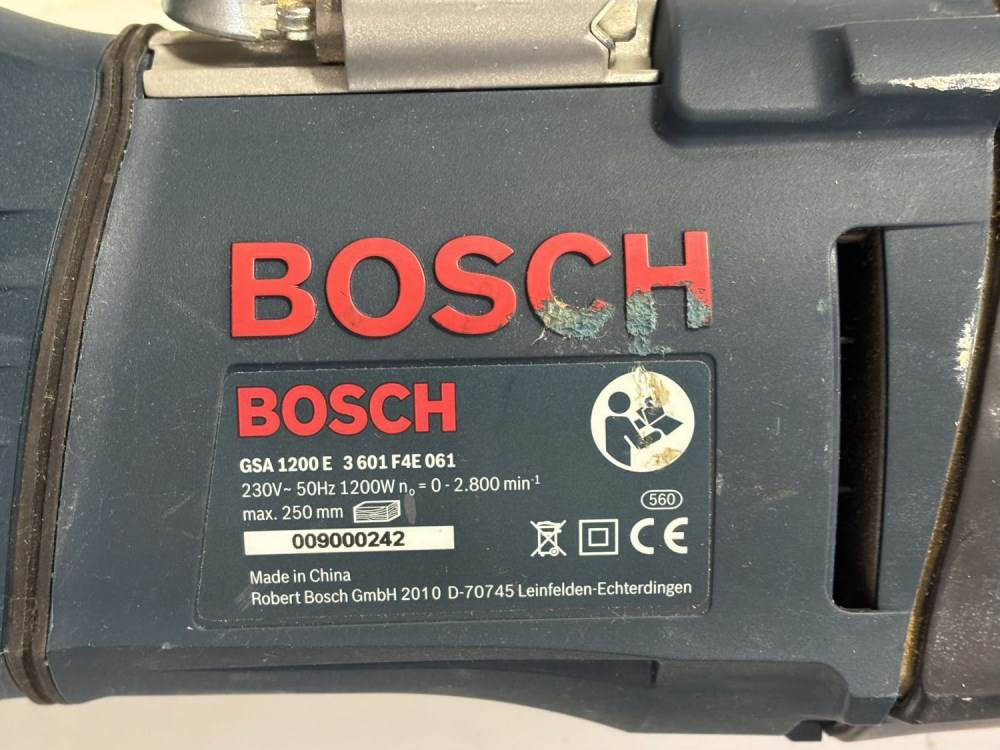 BOSCH
BOSCH
GSA 1200 E 3 601 F4E 061
230V~ 50Hz 1200W n₀ = 0 - 2.800 min⁻¹
max. 250 mm
560
009000242
CE
Made in China
Robert Bosch GmbH 2010 D-70745 Leinfelden-Echterdingen